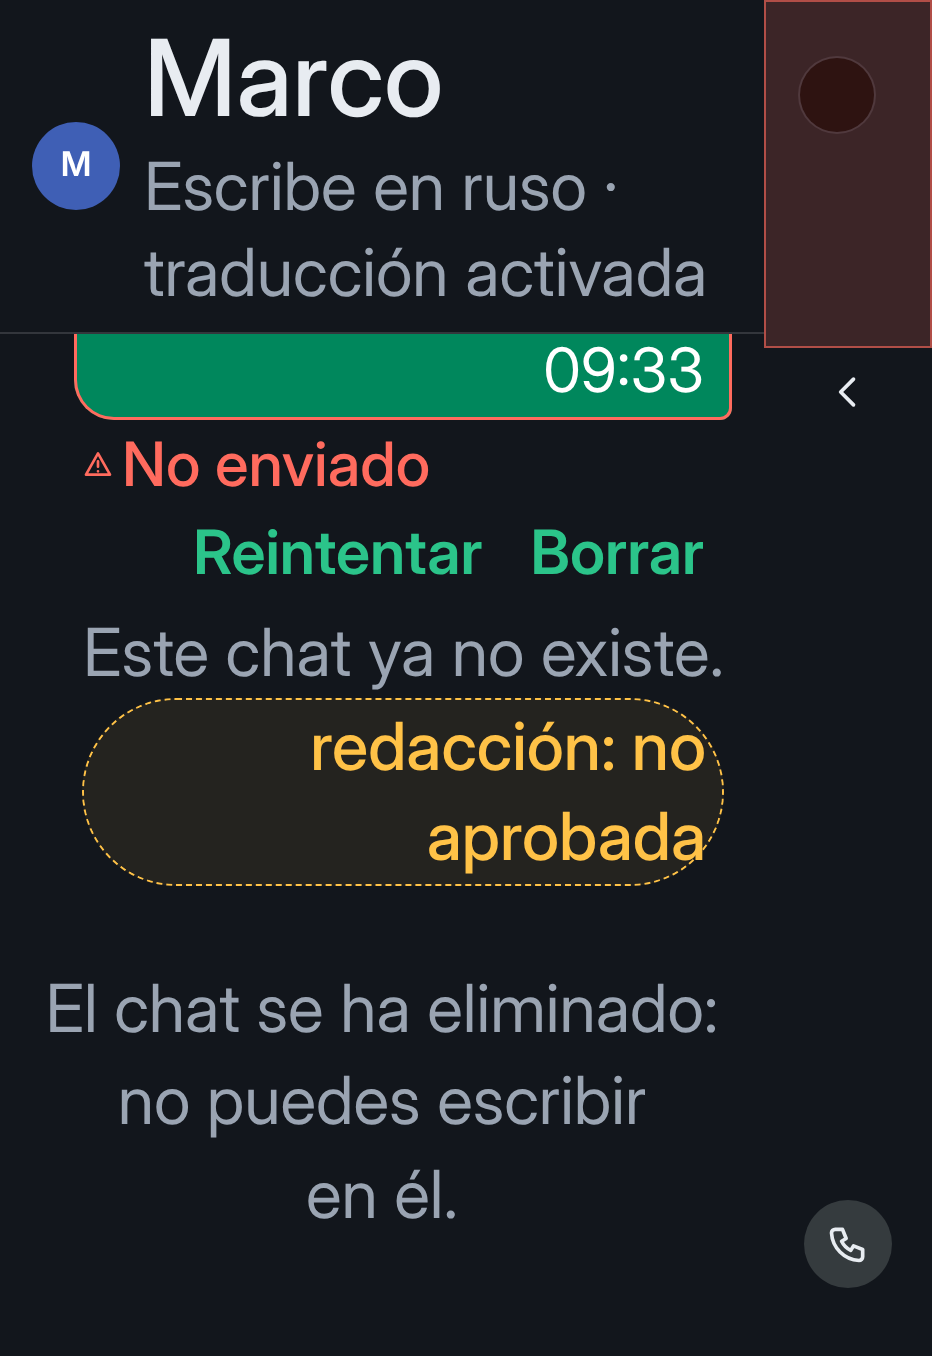 Marco
M
Escribe en ruso ·
traducción activada
09:33
No enviado
Reintentar Borrar
Este chat ya no existe.
redacción: no
aprobada
El chat se ha eliminado:
no puedes escribir
en él.